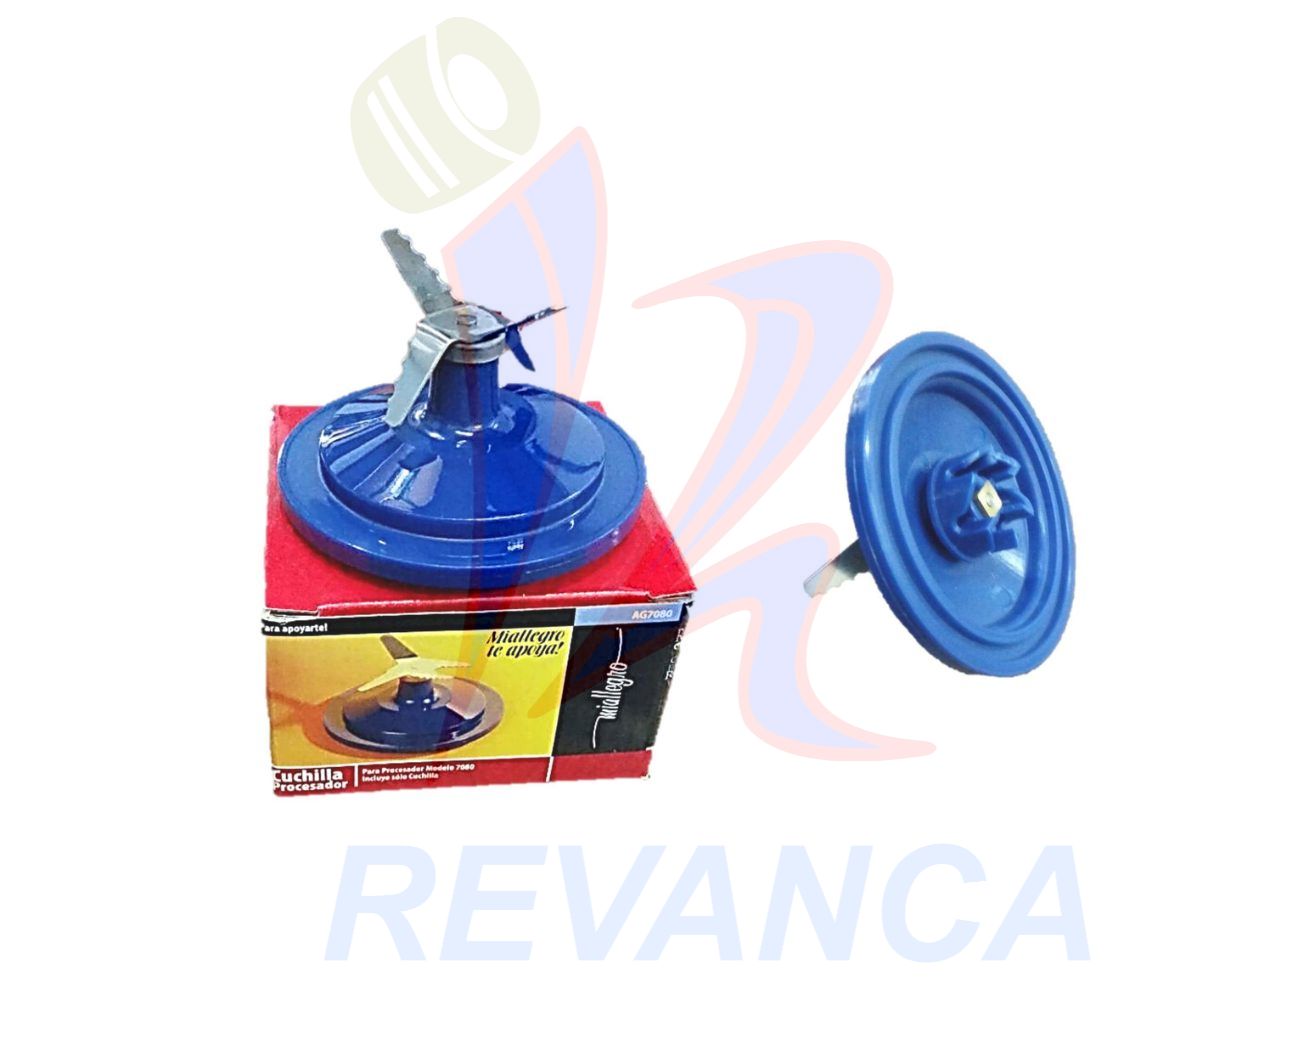 Para apoyarte!
AG7080
Miallegro
te apoya!
miallegro
Cuchilla
Procesador
Para Procesador Modelo 7080
Incluye sólo Cuchilla
REVANCA